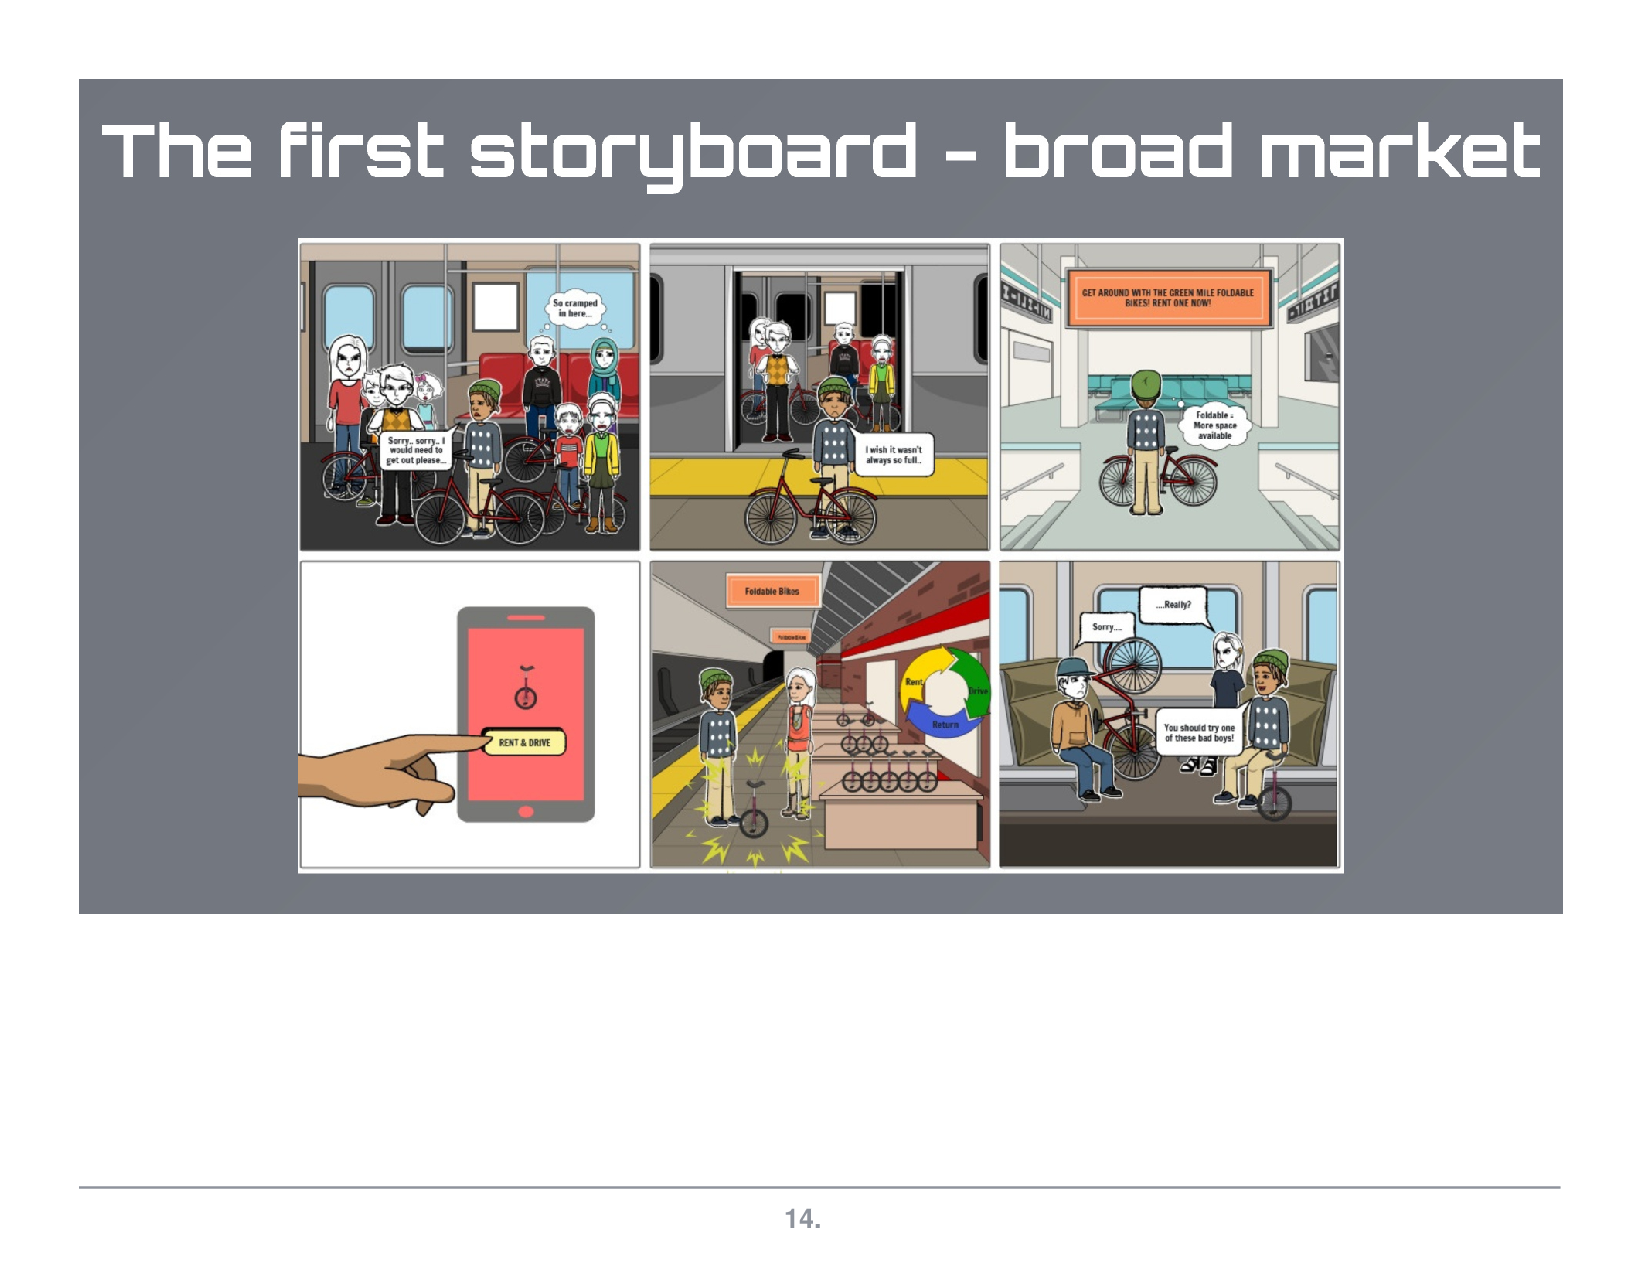 The first storyboard - broad market
So cramped
in here...
Sorry.. sorry.. I
would need to
get out please...
I wish it wasn't
always so full..
GET AROUND WITH THE GREEN MILE FOLDABLE
BIKES! RENT ONE NOW!
Foldable =
More space
available
RENT & DRIVE
Foldable Bikes
Rent
Drive
Return
....Really?
Sorry....
You should try one
of these bad boys!
14.